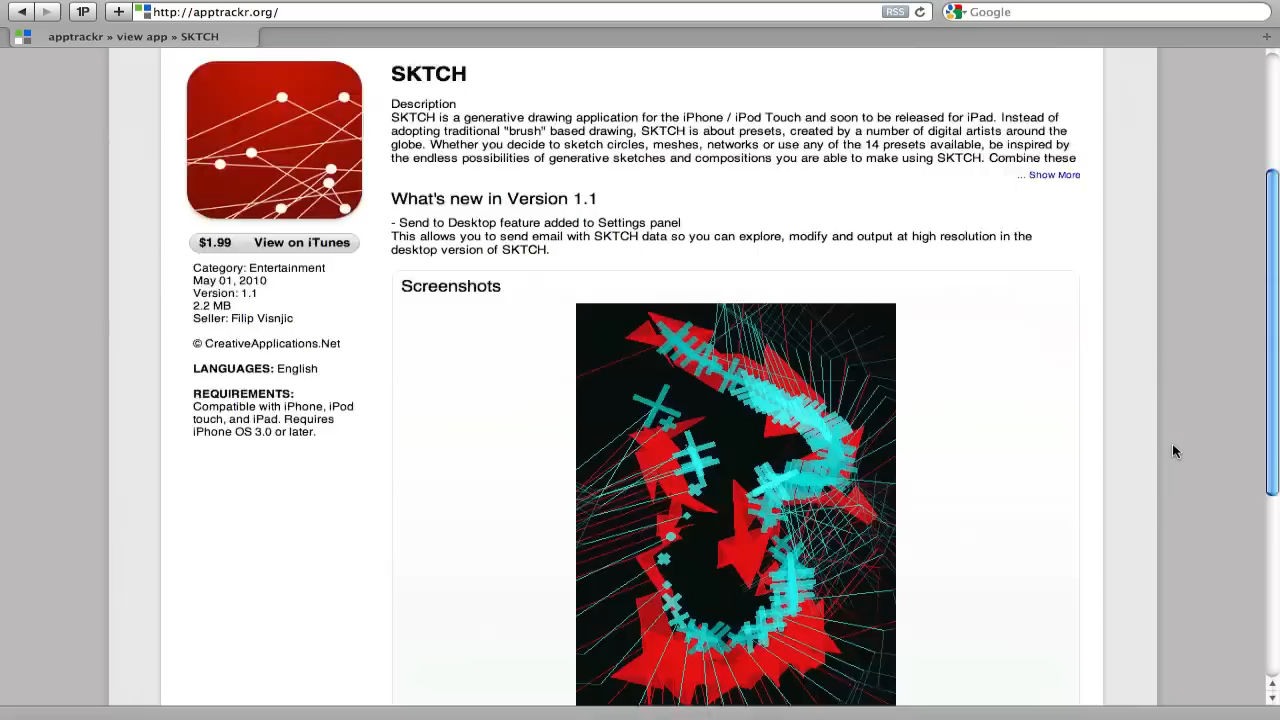 1P
http://apptrackr.org/
RSS
Google
apptrackr » view app » SKTCH
SKTCH
Description
SKTCH is a generative drawing application for the iPhone / iPod Touch and soon to be released for iPad. Instead of
adopting traditional "brush" based drawing, SKTCH is about presets, created by a number of digital artists around the
globe. Whether you decide to sketch circles, meshes, networks or use any of the 14 presets available, be inspired by
the endless possibilities of generative sketches and compositions you are able to make using SKTCH. Combine these
... Show More
What's new in Version 1.1
- Send to Desktop feature added to Settings panel
This allows you to send email with SKTCH data so you can explore, modify and output at high resolution in the
desktop version of SKTCH.
Screenshots
$1.99 View on iTunes
Category: Entertainment
May 01, 2010
Version: 1.1
2.2 MB
Seller: Filip Visnjic
© CreativeApplications.Net
LANGUAGES: English
REQUIREMENTS:
Compatible with iPhone, iPod
touch, and iPad. Requires
iPhone OS 3.0 or later.